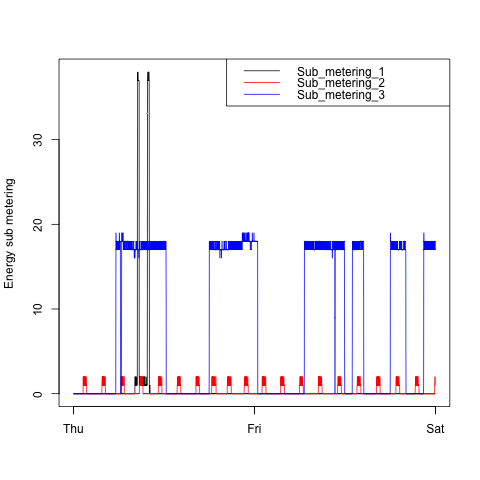 Sub_metering_1
Sub_metering_2
Sub_metering_3
Energy sub metering
30
20
10
0
Thu
Fri
Sat